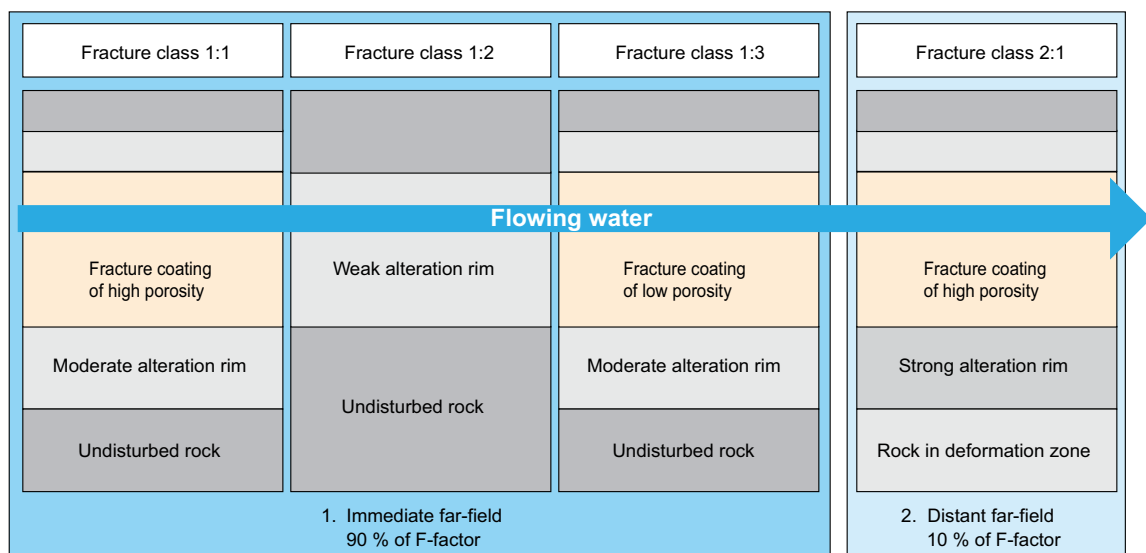 Fracture class 1:1
Fracture class 1:2
Fracture class 1:3
Fracture class 2:1
Flowing water
Fracture coating
of high porosity
Weak alteration rim
Fracture coating
of low porosity
Fracture coating
of high porosity
Moderate alteration rim
Moderate alteration rim
Strong alteration rim
Undisturbed rock
Undisturbed rock
Undisturbed rock
Rock in deformation zone
1. Immediate far-field
90 % of F-factor
2. Distant far-field
10 % of F-factor